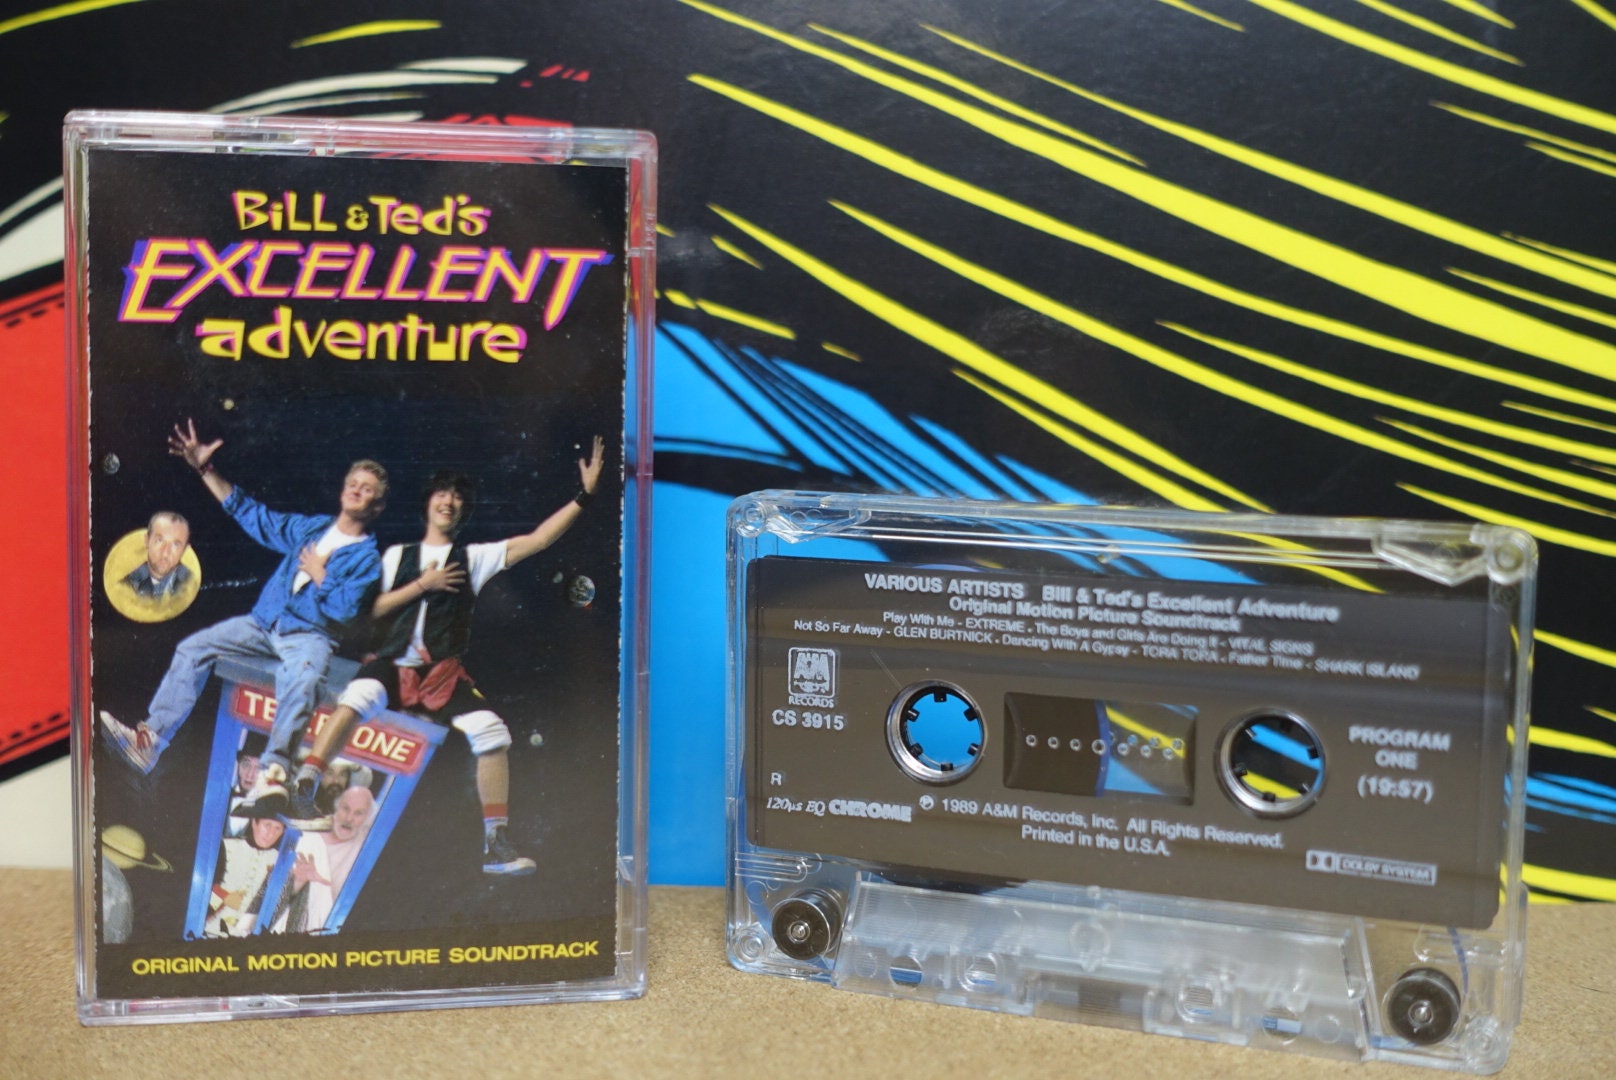 BiLL & Ted's
EXCELLENT
adventure
TELEPHONE
ORIGINAL MOTION PICTURE SOUNDTRACK
VARIOUS ARTISTS Bill & Ted's Excellent Adventure
Original Motion Picture Soundtrack
Play With Me - EXTREME • The Boys and Girls Are Doing It - VITAL SIGNS
Not So Far Away - GLEN BURTNICK • Dancing With A Gypsy - TORA TORA • Father Time - SHARK ISLAND
A&M
RECORDS
CS 3915
PROGRAM
ONE
(19:57)
R
120µs EQ CHROME ℗ 1989 A&M Records, Inc. All Rights Reserved.
Printed in the U.S.A.
DOLBY SYSTEM